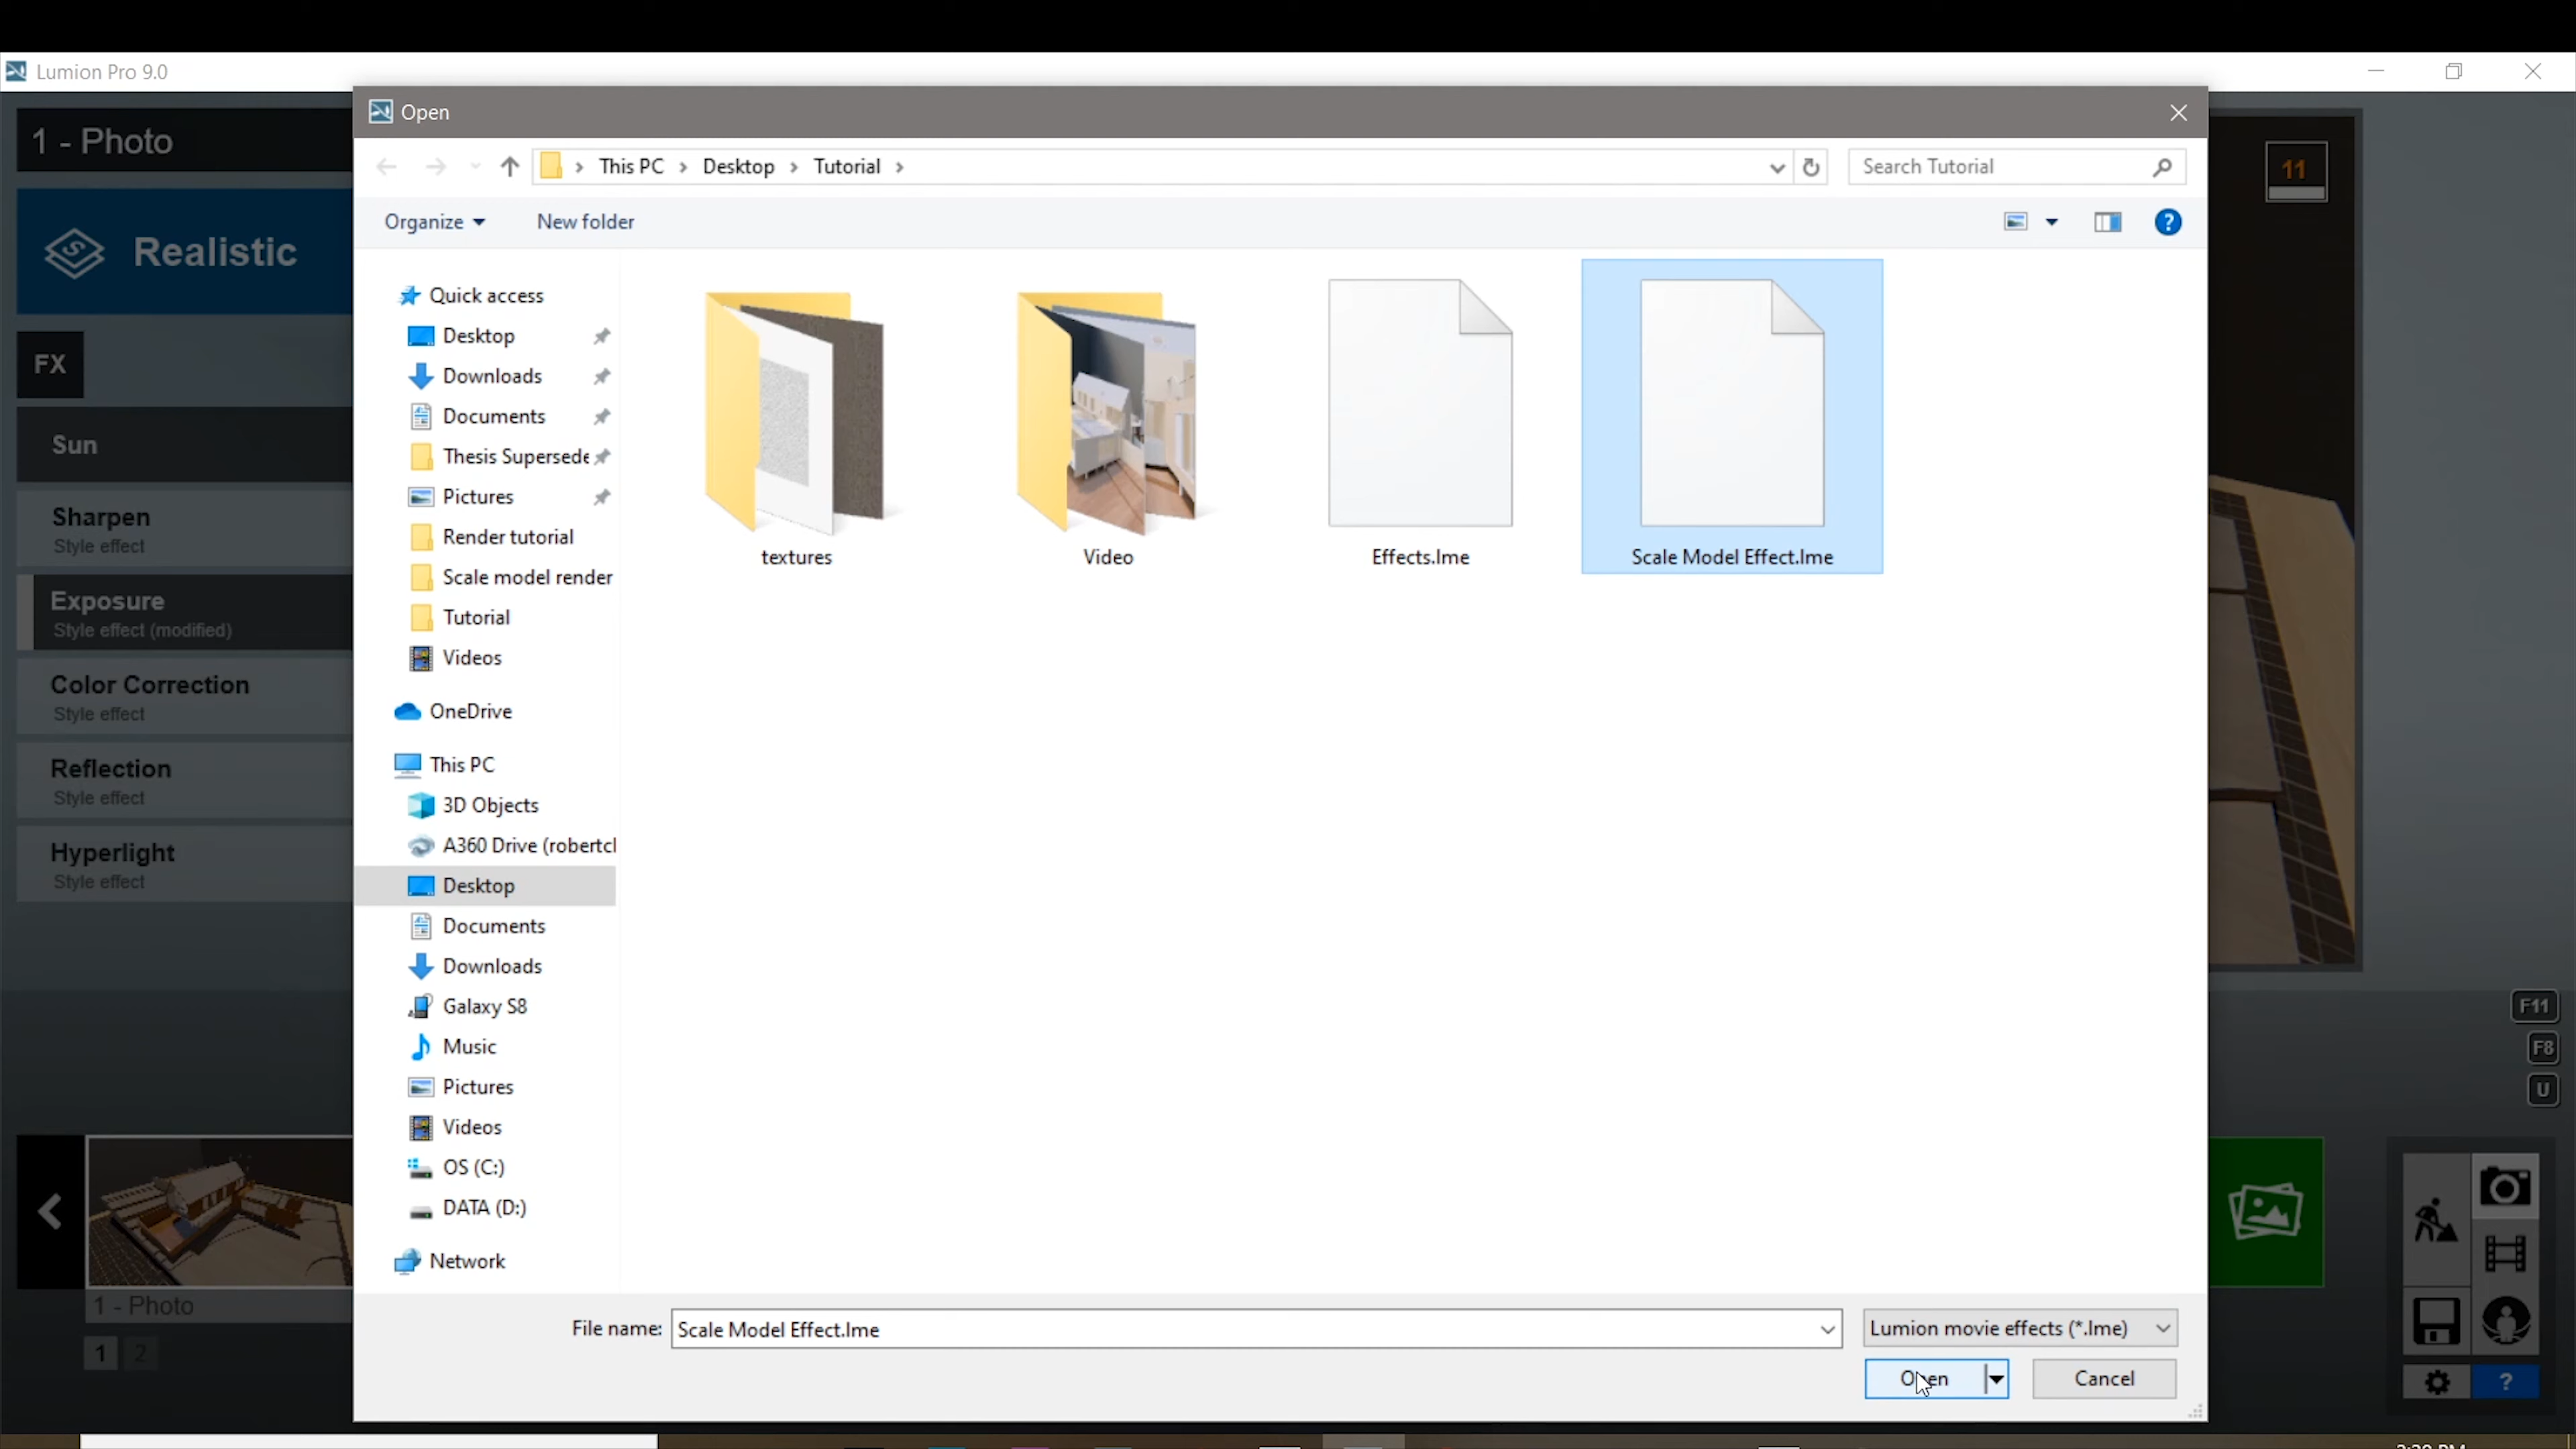 Lumion Pro 9.0
Open
1 - Photo
This PC
Desktop
Tutorial
Search Tutorial
11
Organize
New folder
?
Realistic
FX
Sun
Sharpen
Style effect
Exposure
Style effect (modified)
Color Correction
Style effect
Reflection
Style effect
Hyperlight
Style effect
Quick access
Desktop
Downloads
Documents
Thesis Supersede
Pictures
Render tutorial
Scale model render
Tutorial
Videos
OneDrive
This PC
3D Objects
A360 Drive (robertcl
Desktop
Documents
Downloads
Galaxy S8
Music
Pictures
Videos
OS (C:)
DATA (D:)
Network
textures
Video
Effects.lme
Scale Model Effect.lme
F11
F8
U
1 - Photo
1
2
File name:
Scale Model Effect.lme
Lumion movie effects (*.lme)
Open
Cancel
?